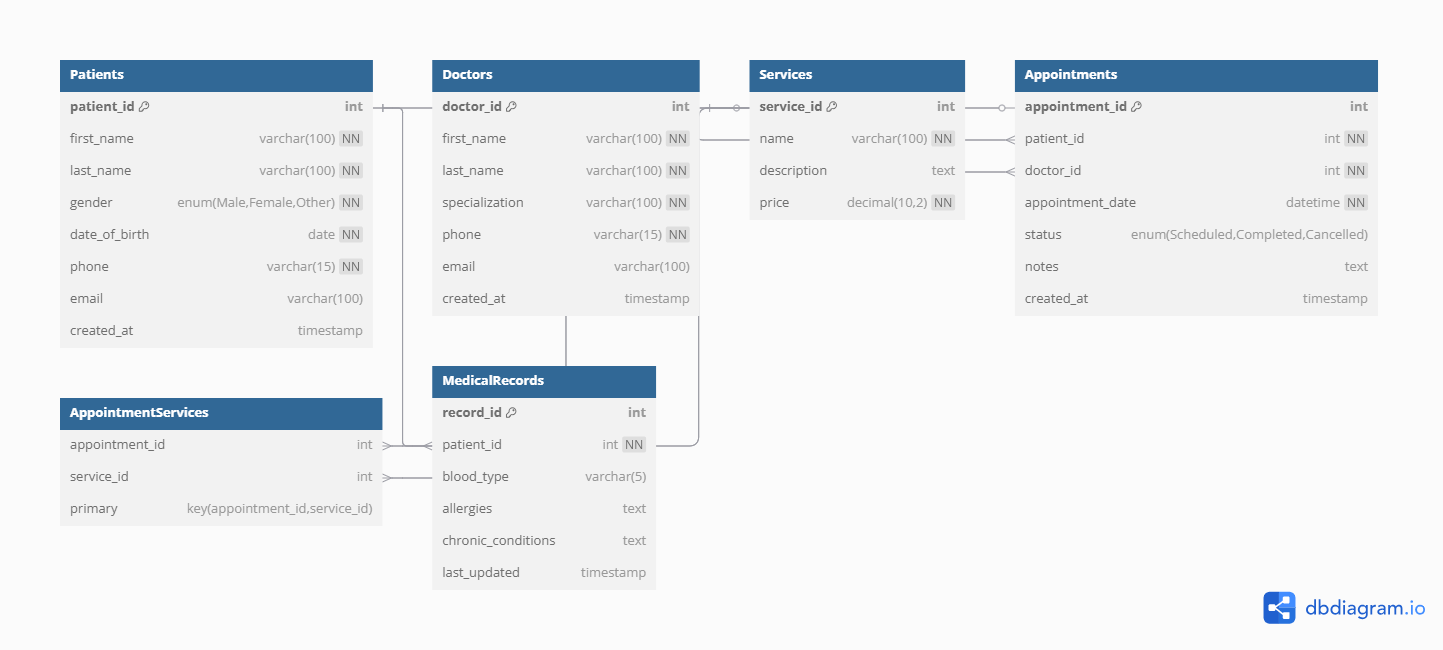 Patients
patient_id int
first_name varchar(100) NN
last_name varchar(100) NN
gender enum(Male,Female,Other) NN
date_of_birth date NN
phone varchar(15) NN
email varchar(100)
created_at timestamp
Doctors
doctor_id int
first_name varchar(100) NN
last_name varchar(100) NN
specialization varchar(100) NN
phone varchar(15) NN
email varchar(100)
created_at timestamp
Services
service_id int
name varchar(100) NN
description text
price decimal(10,2) NN
Appointments
appointment_id int
patient_id int NN
doctor_id int NN
appointment_date datetime NN
status enum(Scheduled,Completed,Cancelled)
notes text
created_at timestamp
AppointmentServices
appointment_id int
service_id int
primary key(appointment_id,service_id)
MedicalRecords
record_id int
patient_id int NN
blood_type varchar(5)
allergies text
chronic_conditions text
last_updated timestamp
dbdiagram.io